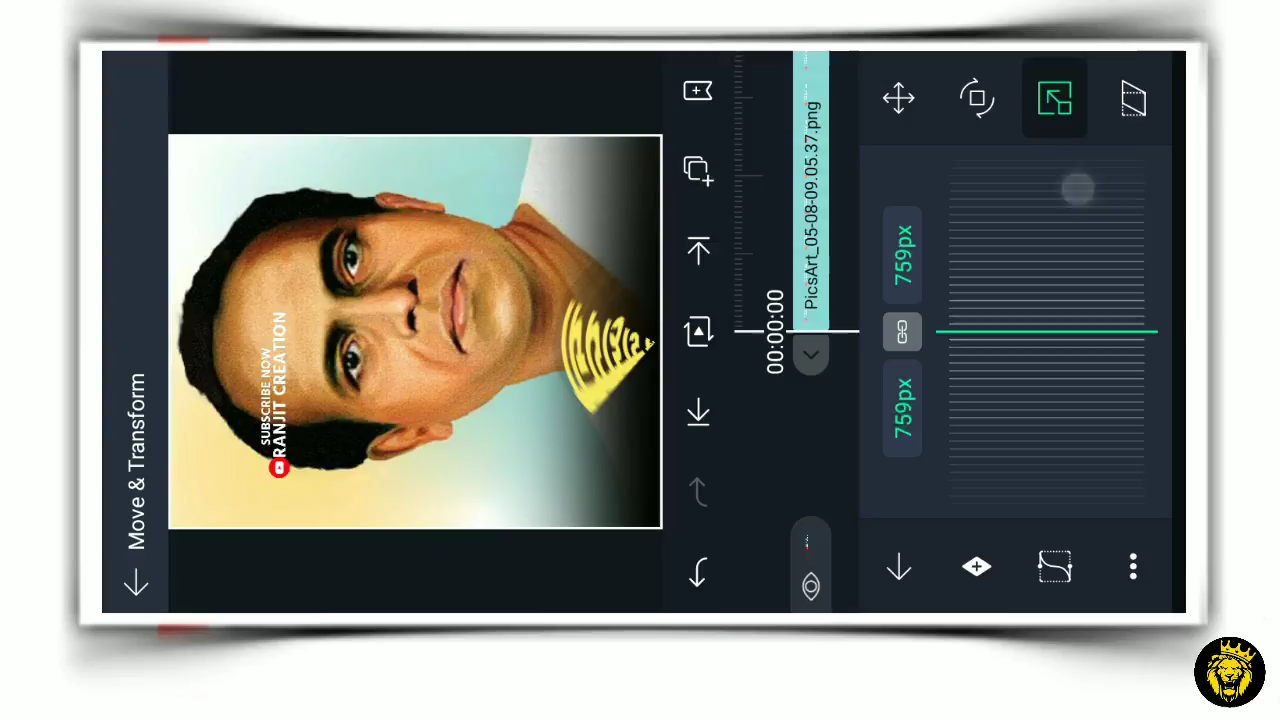 Move & Transform
SUBSCRIBE NOW
RANJIT CREATION
00:00:00
PicsArt_05-08-09.05.37.png
759px
759px